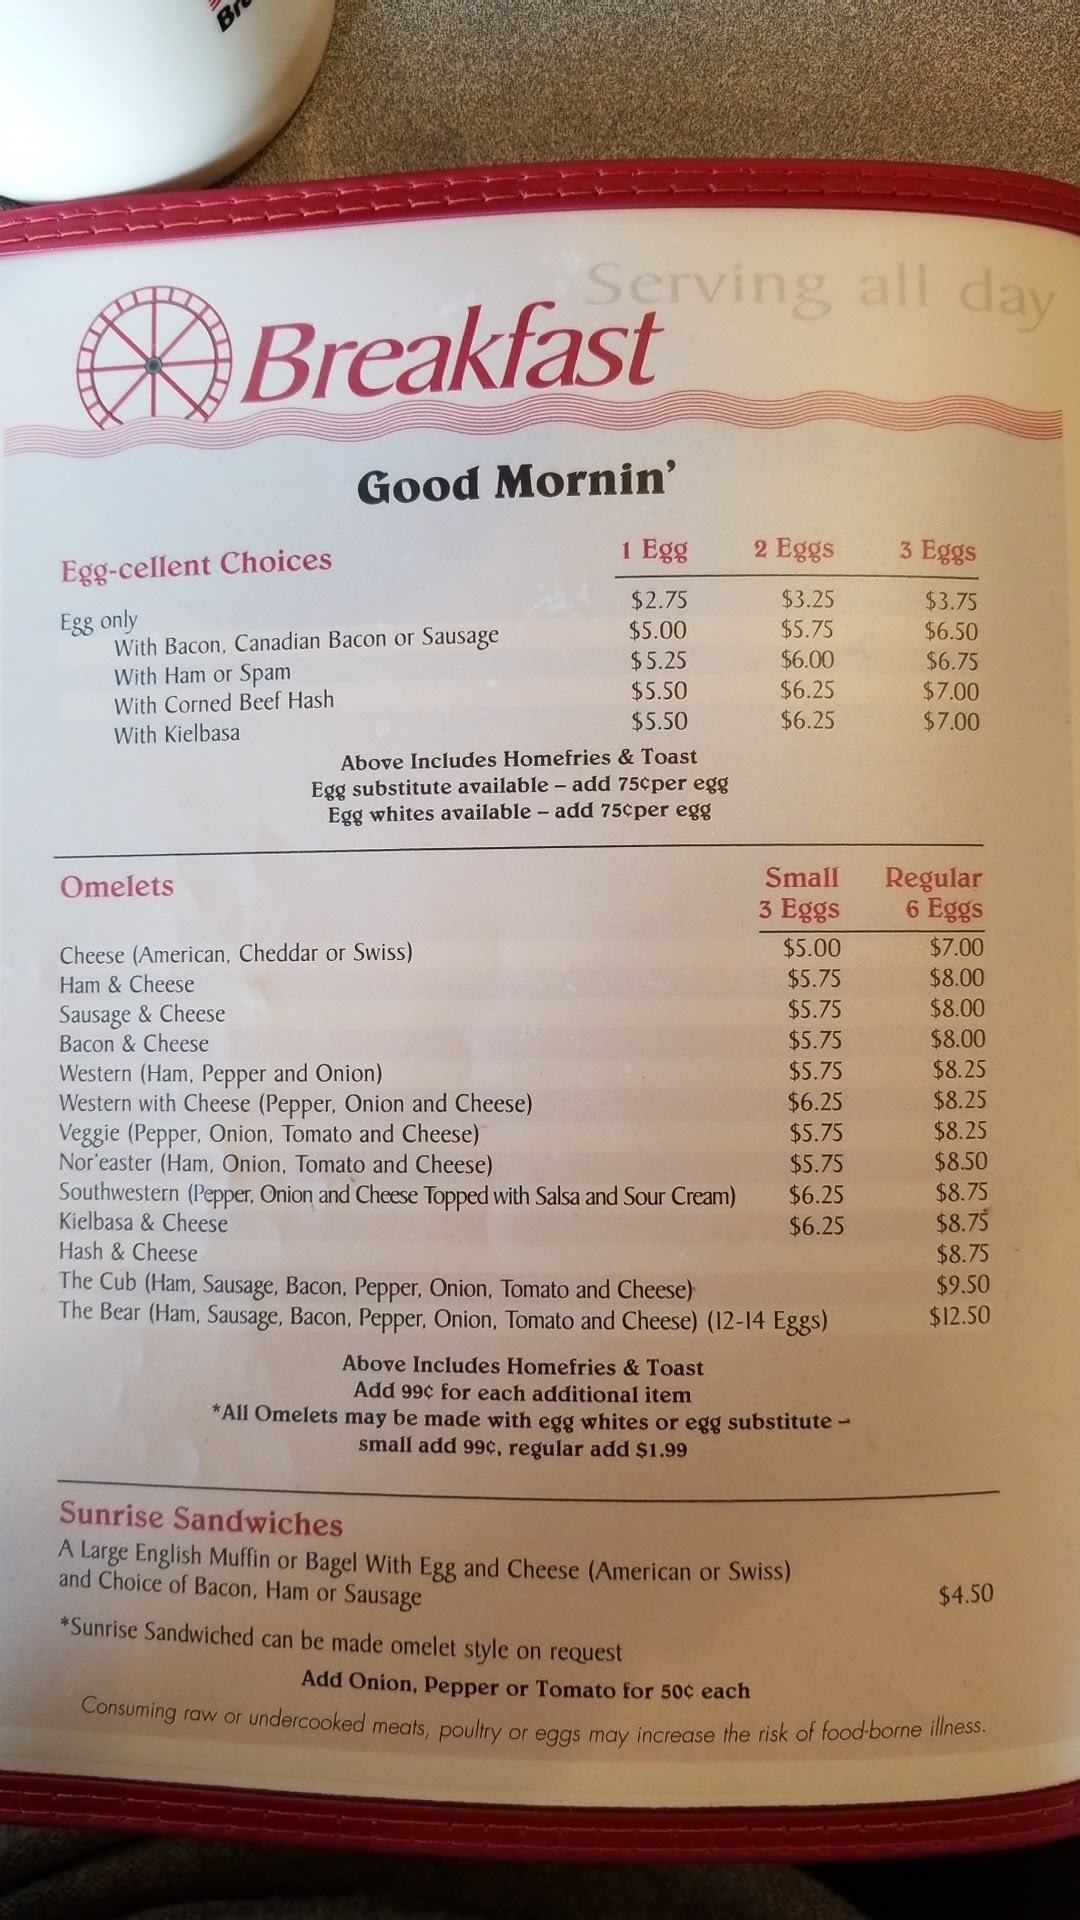 Serving all day
Breakfast
Good Mornin'
Egg-cellent Choices 1 Egg 2 Eggs 3 Eggs
Egg only $2.75 $3.25 $3.75
With Bacon, Canadian Bacon or Sausage $5.00 $5.75 $6.50
With Ham or Spam $5.25 $6.00 $6.75
With Corned Beef Hash $5.50 $6.25 $7.00
With Kielbasa $5.50 $6.25 $7.00
Above Includes Homefries & Toast
Egg substitute available – add 75¢per egg
Egg whites available – add 75¢per egg
Omelets Small Regular
3 Eggs 6 Eggs
Cheese (American, Cheddar or Swiss) $5.00 $7.00
Ham & Cheese $5.75 $8.00
Sausage & Cheese $5.75 $8.00
Bacon & Cheese $5.75 $8.00
Western (Ham, Pepper and Onion) $5.75 $8.25
Western with Cheese (Pepper, Onion and Cheese) $6.25 $8.25
Veggie (Pepper, Onion, Tomato and Cheese) $5.75 $8.25
Nor'easter (Ham, Onion, Tomato and Cheese) $5.75 $8.50
Southwestern (Pepper, Onion and Cheese Topped with Salsa and Sour Cream) $6.25 $8.75
Kielbasa & Cheese $6.25 $8.75
Hash & Cheese $8.75
The Cub (Ham, Sausage, Bacon, Pepper, Onion, Tomato and Cheese) $9.50
The Bear (Ham, Sausage, Bacon, Pepper, Onion, Tomato and Cheese) (12-14 Eggs) $12.50
Above Includes Homefries & Toast
Add 99¢ for each additional item
*All Omelets may be made with egg whites or egg substitute –
small add 99¢, regular add $1.99
Sunrise Sandwiches
A Large English Muffin or Bagel With Egg and Cheese (American or Swiss)
and Choice of Bacon, Ham or Sausage $4.50
*Sunrise Sandwiched can be made omelet style on request
Add Onion, Pepper or Tomato for 50¢ each
Consuming raw or undercooked meats, poultry or eggs may increase the risk of food-borne illness.